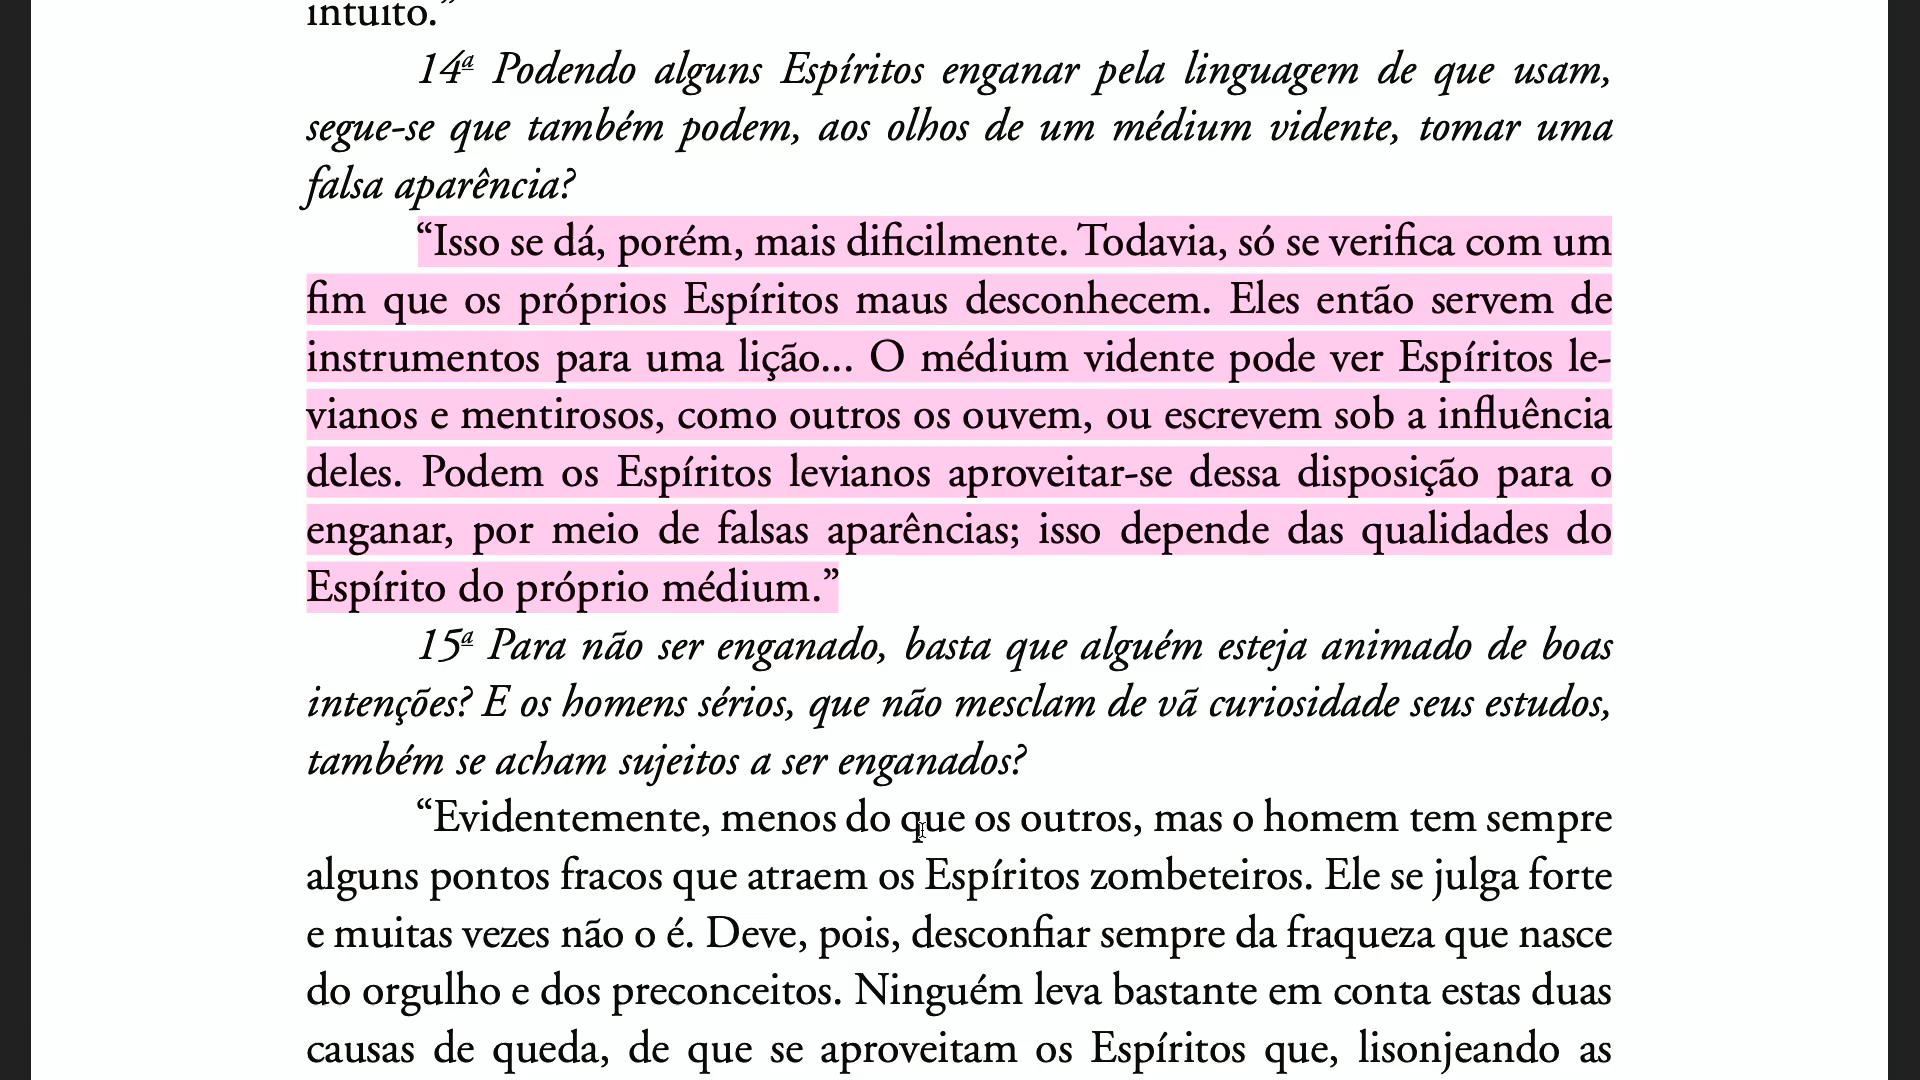 intuito.”
14ª Podendo alguns Espíritos enganar pela linguagem de que usam,
segue-se que também podem, aos olhos de um médium vidente, tomar uma
falsa aparência?
“Isso se dá, porém, mais dificilmente. Todavia, só se verifica com um
fim que os próprios Espíritos maus desconhecem. Eles então servem de
instrumentos para uma lição... O médium vidente pode ver Espíritos le-
vianos e mentirosos, como outros os ouvem, ou escrevem sob a influência
deles. Podem os Espíritos levianos aproveitar-se dessa disposição para o
enganar, por meio de falsas aparências; isso depende das qualidades do
Espírito do próprio médium.”
15ª Para não ser enganado, basta que alguém esteja animado de boas
intenções? E os homens sérios, que não mesclam de vã curiosidade seus estudos,
também se acham sujeitos a ser enganados?
“Evidentemente, menos do que os outros, mas o homem tem sempre
alguns pontos fracos que atraem os Espíritos zombeteiros. Ele se julga forte
e muitas vezes não o é. Deve, pois, desconfiar sempre da fraqueza que nasce
do orgulho e dos preconceitos. Ninguém leva bastante em conta estas duas
causas de queda, de que se aproveitam os Espíritos que, lisonjeando as